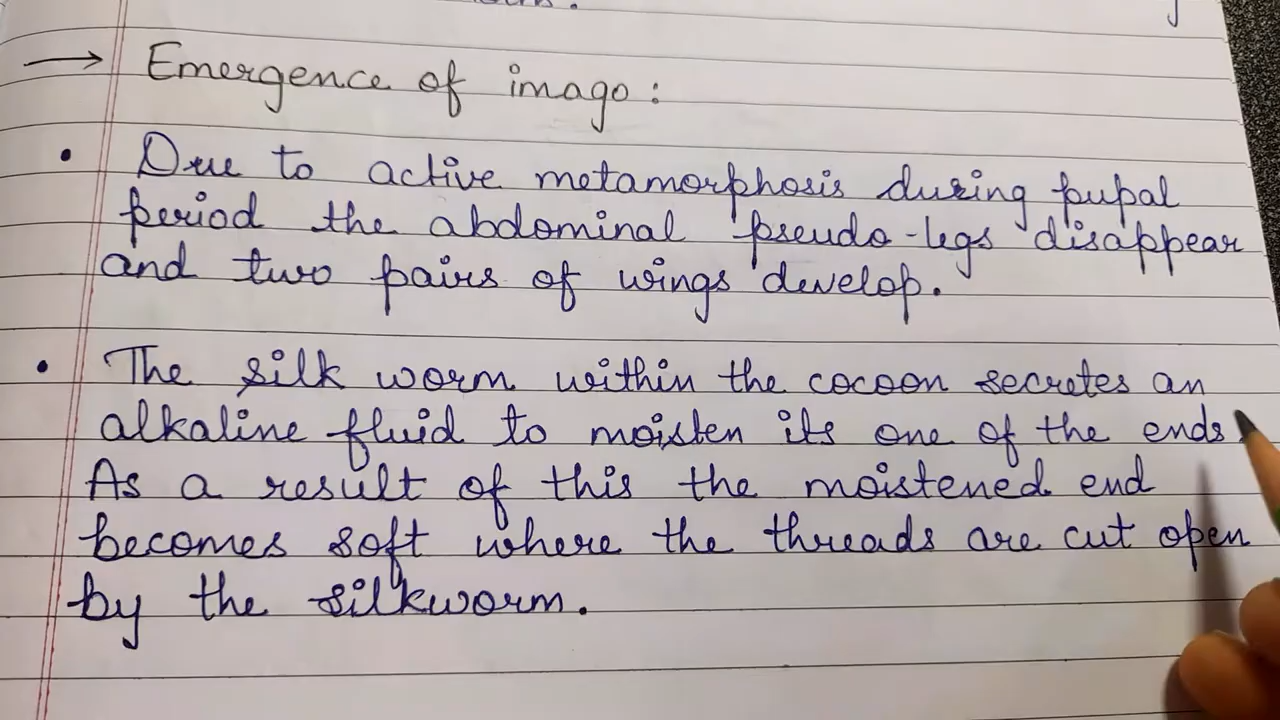 → Emergence of imago :
• Due to active metamorphosis during pupal
period the abdominal pseudo-legs disappear
and two pairs of wings develop.
• The silk worm within the cocoon secretes an
alkaline fluid to moisten its one of the ends.
As a result of this the moistened end
becomes soft where the threads are cut open
by the silkworm.